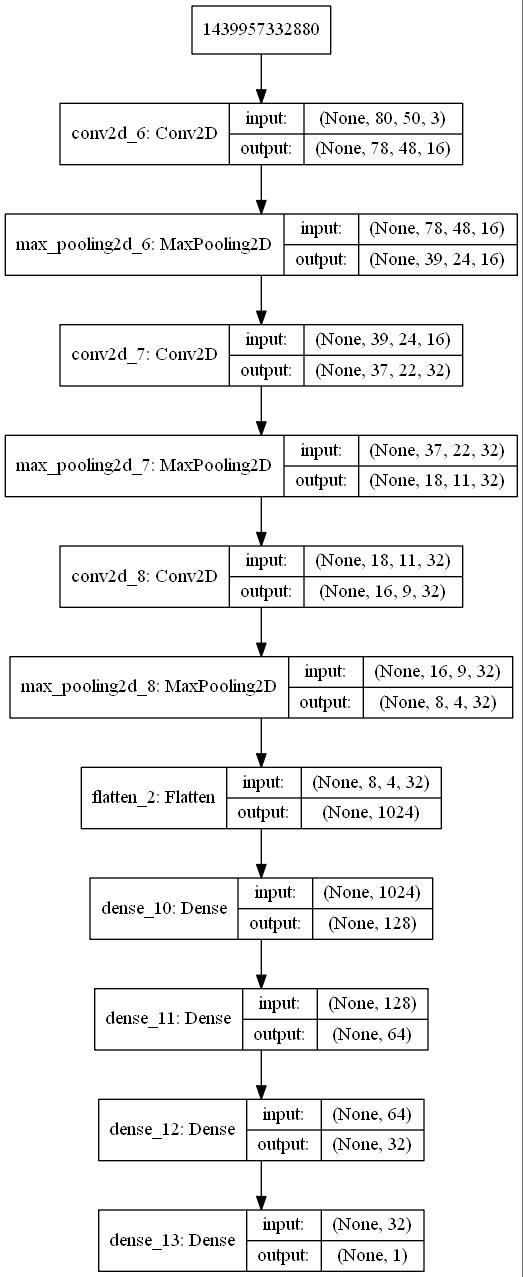 1439957332880
conv2d_6: Conv2D
input: (None, 80, 50, 3)
output: (None, 78, 48, 16)
max_pooling2d_6: MaxPooling2D
input: (None, 78, 48, 16)
output: (None, 39, 24, 16)
conv2d_7: Conv2D
input: (None, 39, 24, 16)
output: (None, 37, 22, 32)
max_pooling2d_7: MaxPooling2D
input: (None, 37, 22, 32)
output: (None, 18, 11, 32)
conv2d_8: Conv2D
input: (None, 18, 11, 32)
output: (None, 16, 9, 32)
max_pooling2d_8: MaxPooling2D
input: (None, 16, 9, 32)
output: (None, 8, 4, 32)
flatten_2: Flatten
input: (None, 8, 4, 32)
output: (None, 1024)
dense_10: Dense
input: (None, 1024)
output: (None, 128)
dense_11: Dense
input: (None, 128)
output: (None, 64)
dense_12: Dense
input: (None, 64)
output: (None, 32)
dense_13: Dense
input: (None, 32)
output: (None, 1)